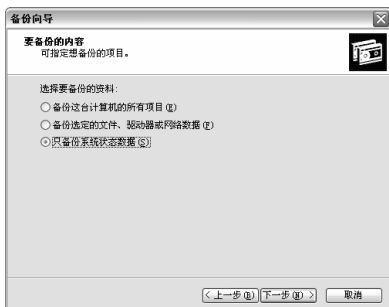 备份向导
要备份的内容
可指定想备份的项目。
选择要备份的资料:
备份这台计算机的所有项目(E)
备份选定的文件、驱动器或网络数据(F)
只备份系统状态数据(S)
< 上一步(B) 下一步(N) > 取消